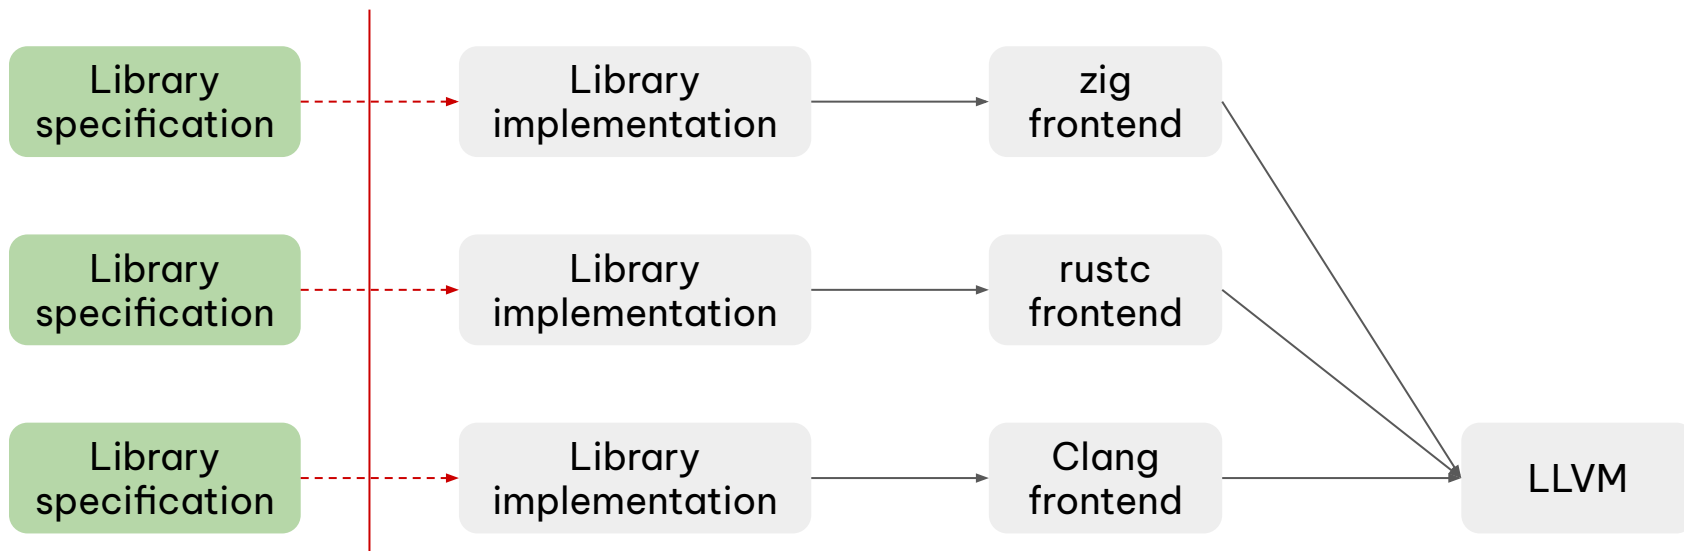 Library
specification
Library
implementation
zig
frontend
Library
specification
Library
implementation
rustc
frontend
Library
specification
Library
implementation
Clang
frontend
LLVM